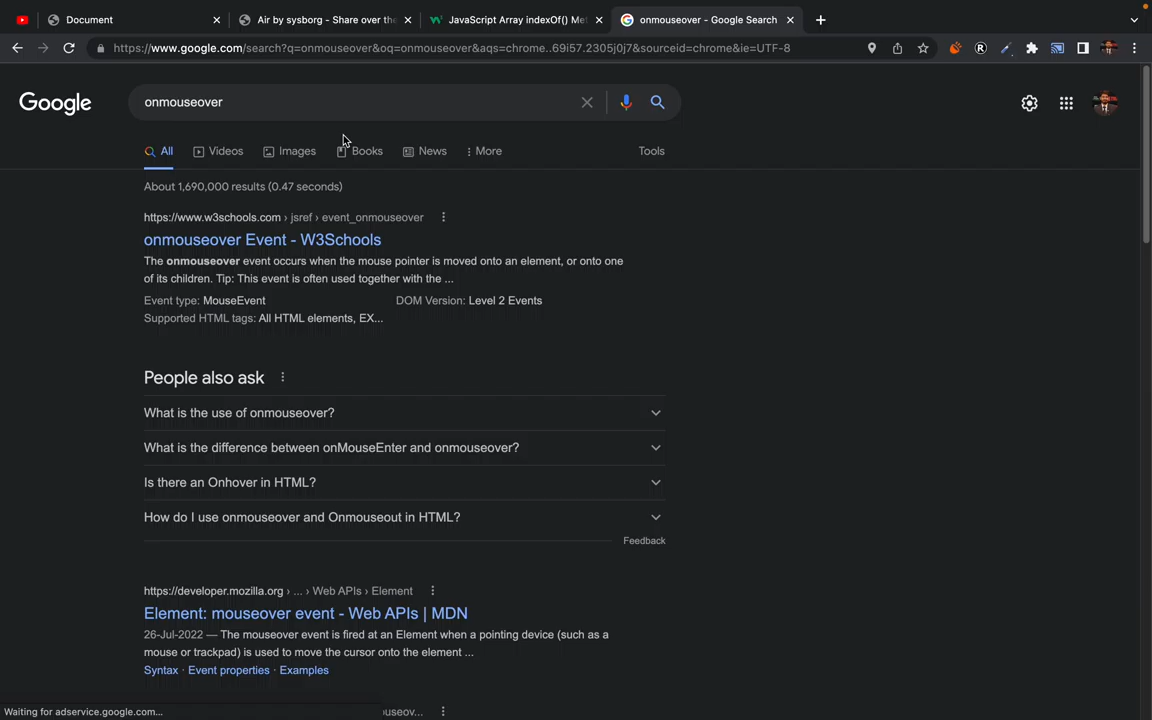 Document
Air by sysborg - Share over the
JavaScript Array indexOf() Met
onmouseover - Google Search
https://www.google.com/search?q=onmouseover&oq=onmouseover&aqs=chrome..69i57.2305j0j7&sourceid=chrome&ie=UTF-8
Google
onmouseover
All
Videos
Images
Books
News
More
Tools
About 1,690,000 results (0.47 seconds)
https://www.w3schools.com › jsref › event_onmouseover
onmouseover Event - W3Schools
The onmouseover event occurs when the mouse pointer is moved onto an element, or onto one
of its children. Tip: This event is often used together with the ...
Event type: MouseEvent
DOM Version: Level 2 Events
Supported HTML tags: All HTML elements, EX...
People also ask
What is the use of onmouseover?
What is the difference between onMouseEnter and onmouseover?
Is there an Onhover in HTML?
How do I use onmouseover and Onmouseout in HTML?
Feedback
https://developer.mozilla.org › ... › Web APIs › Element
Element: mouseover event - Web APIs | MDN
26-Jul-2022 — The mouseover event is fired at an Element when a pointing device (such as a
mouse or trackpad) is used to move the cursor onto the element ...
Syntax · Event properties · Examples
Waiting for adservice.google.com...